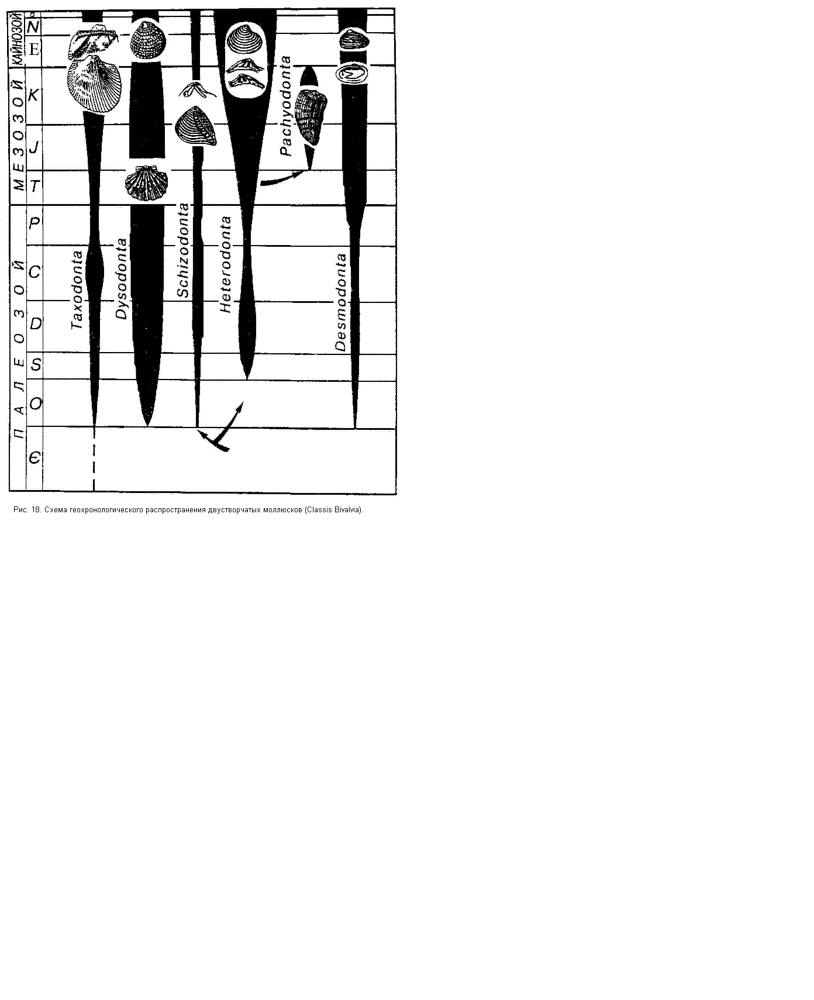 КАЙНОЗОЙ
МЕЗОЗОЙ
ПАЛЕОЗОЙ
Q
N
E
K
J
T
P
C
D
S
O
Є
Taxodonta
Dysodonta
Schizodonta
Heterodonta
Pachyodonta
Desmodonta
Рис. 18. Схема геохронологического распространения двустворчатых моллюсков (Classis Bivalvia).